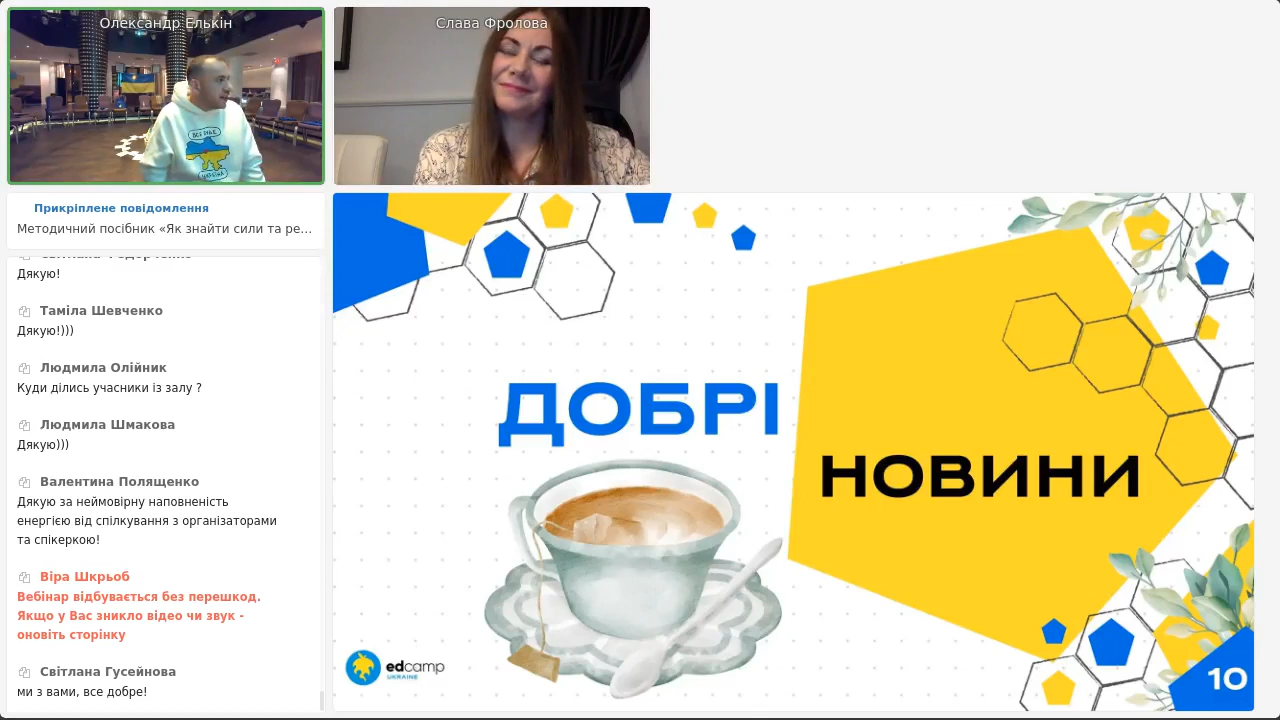 Олександр Елькін
Слава Фролова
Прикріплене повідомлення
Методичний посібник «Як знайти сили та ре...
Дякую!
Таміла Шевченко
Дякую!)))
Людмила Олійник
Куди ділись учасники із залу ?
Людмила Шмакова
Дякую)))
Валентина Полященко
Дякую за неймовірну наповненість
енергією від спілкування з організаторами
та спікеркою!
Віра Шкрьоб
Вебінар відбувається без перешкод.
Якщо у Вас зникло відео чи звук -
оновіть сторінку
Світлана Гусейнова
ми з вами, все добре!
ДОБРІ
НОВИНИ
edcamp
UKRAINE
10